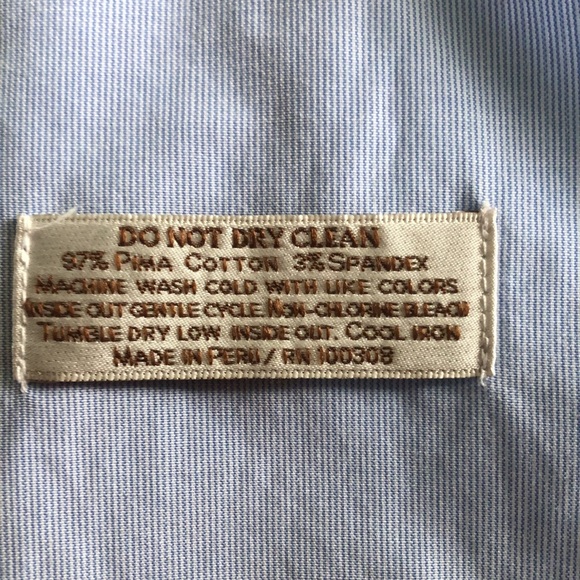 DO NOT DRY CLEAN
97% PIMA COTTON 3% SPANDEX
MACHINE WASH COLD WITH LIKE COLORS
INSIDE OUT GENTLE CYCLE. NON-CHLORINE BLEACH
TUMBLE DRY LOW INSIDE OUT. COOL IRON
MADE IN PERU / RN 100308